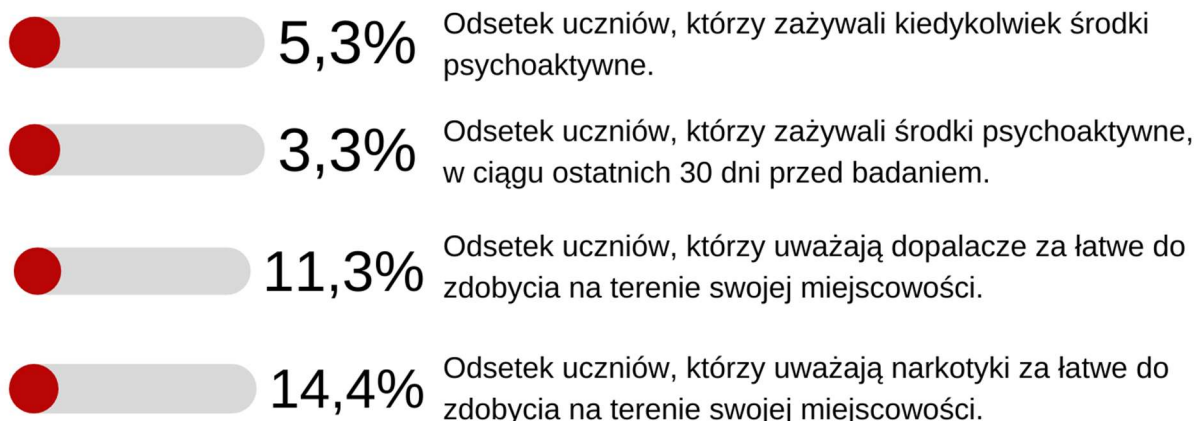 5,3%
Odsetek uczniów, którzy zażywali kiedykolwiek środki
psychoaktywne.
3,3%
Odsetek uczniów, którzy zażywali środki psychoaktywne,
w ciągu ostatnich 30 dni przed badaniem.
11,3%
Odsetek uczniów, którzy uważają dopalacze za łatwe do
zdobycia na terenie swojej miejscowości.
14,4%
Odsetek uczniów, którzy uważają narkotyki za łatwe do
zdobycia na terenie swojej miejscowości.